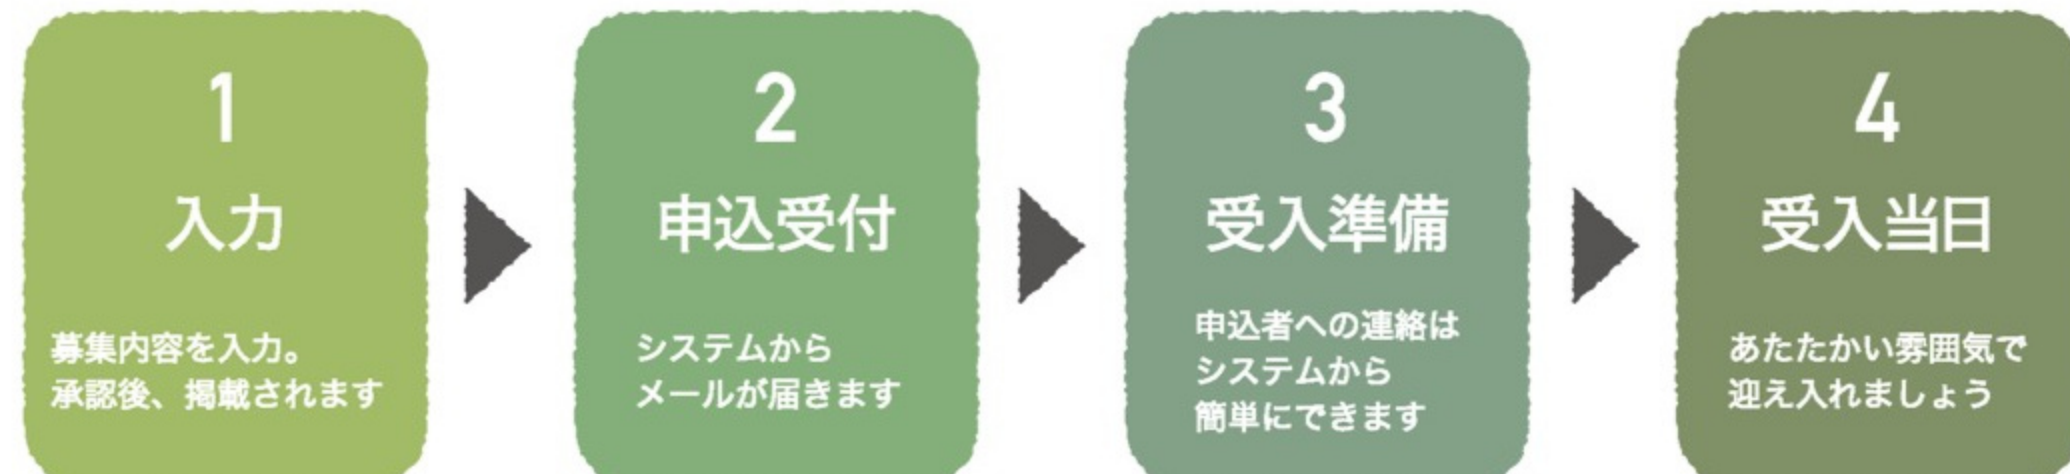 1
入力
募集内容を入力。
承認後、掲載されます
2
申込受付
システムから
メールが届きます
3
受入準備
申込者への連絡は
システムから
簡単にできます
4
受入当日
あたたかい雰囲気で
迎え入れましょう